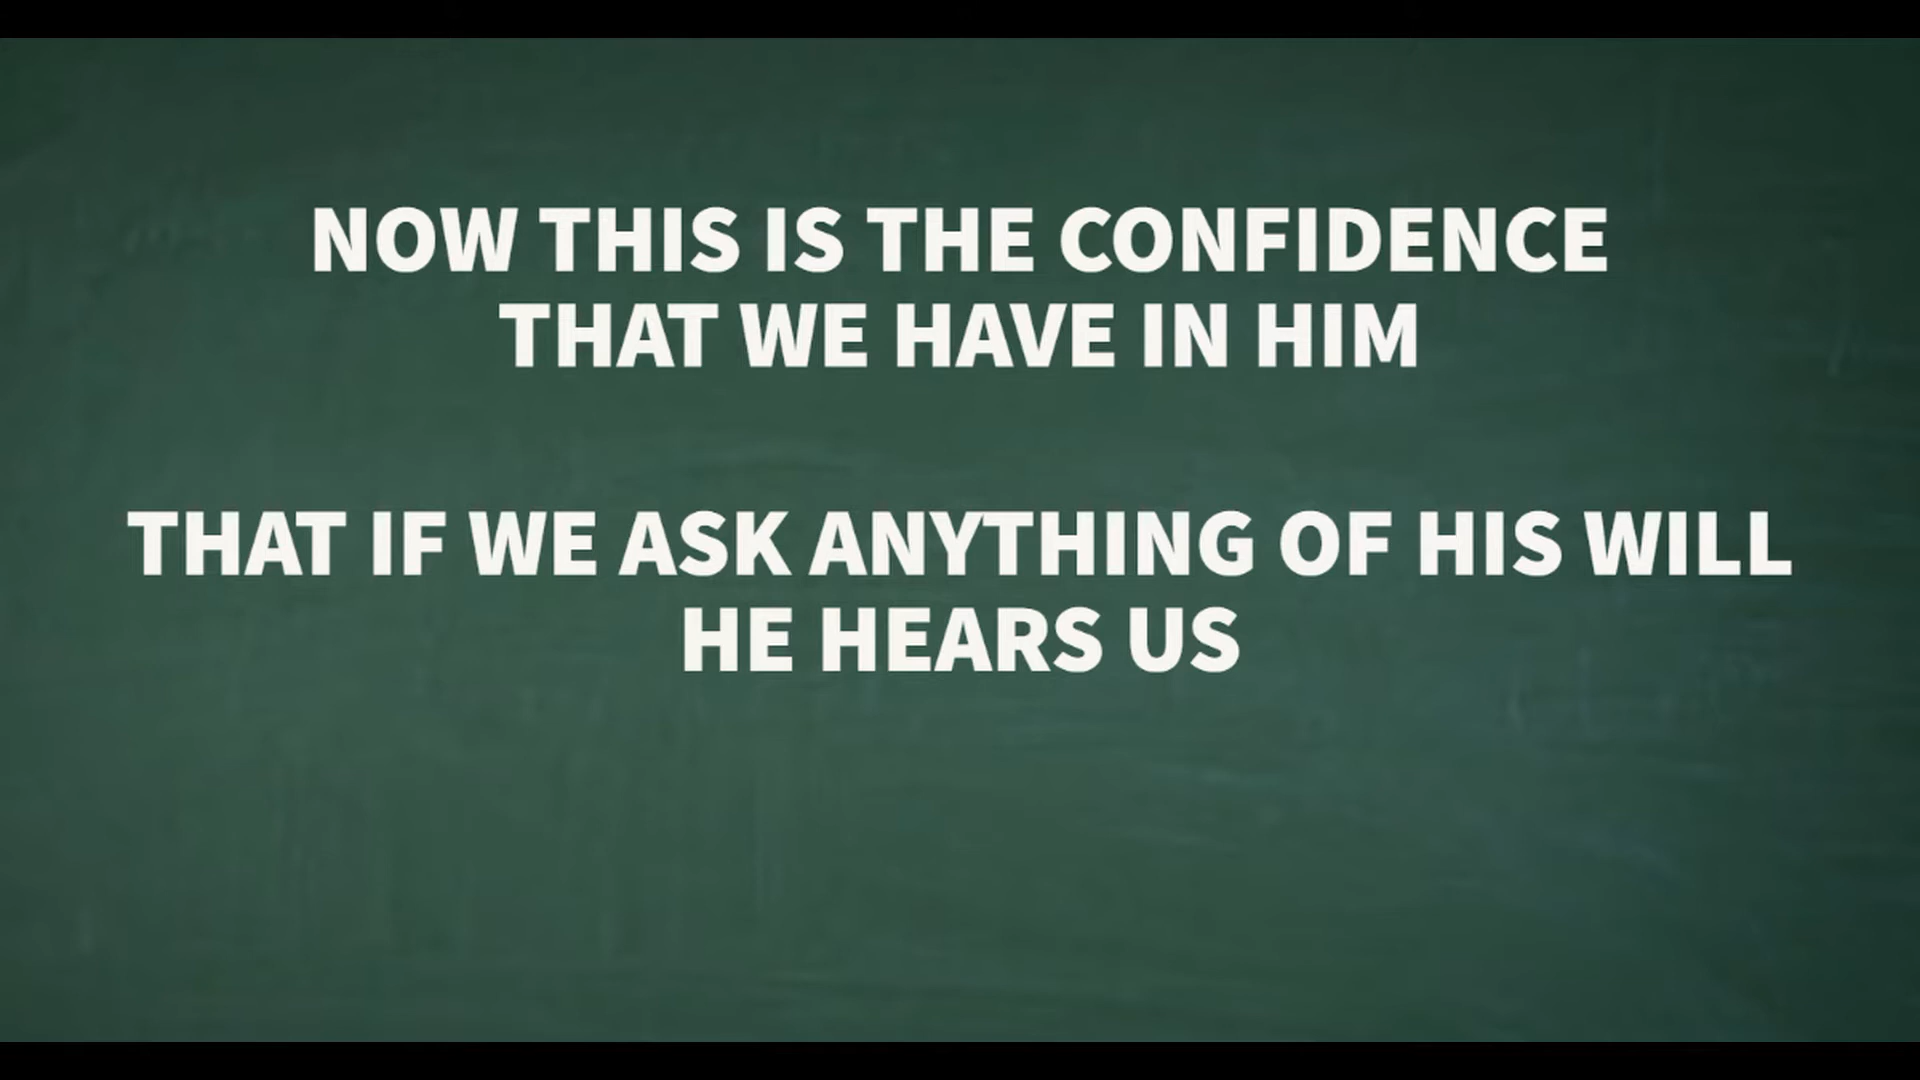 NOW THIS IS THE CONFIDENCE
THAT WE HAVE IN HIM
THAT IF WE ASK ANYTHING OF HIS WILL
HE HEARS US